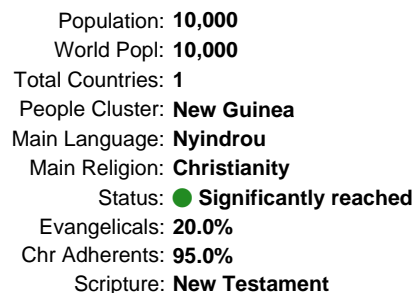 Population: 10,000
World Popl: 10,000
Total Countries: 1
People Cluster: New Guinea
Main Language: Nyindrou
Main Religion: Christianity
Status: Significantly reached
Evangelicals: 20.0%
Chr Adherents: 95.0%
Scripture: New Testament